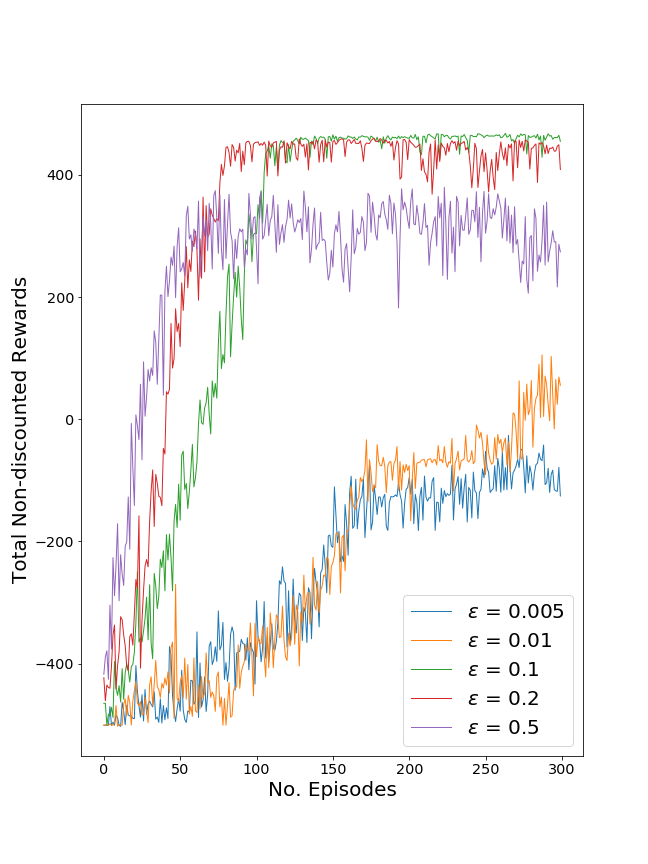 400
200
0
−200
−400
Total Non-discounted Rewards
0
50
100
150
200
250
300
No. Episodes
ε = 0.005
ε = 0.01
ε = 0.1
ε = 0.2
ε = 0.5